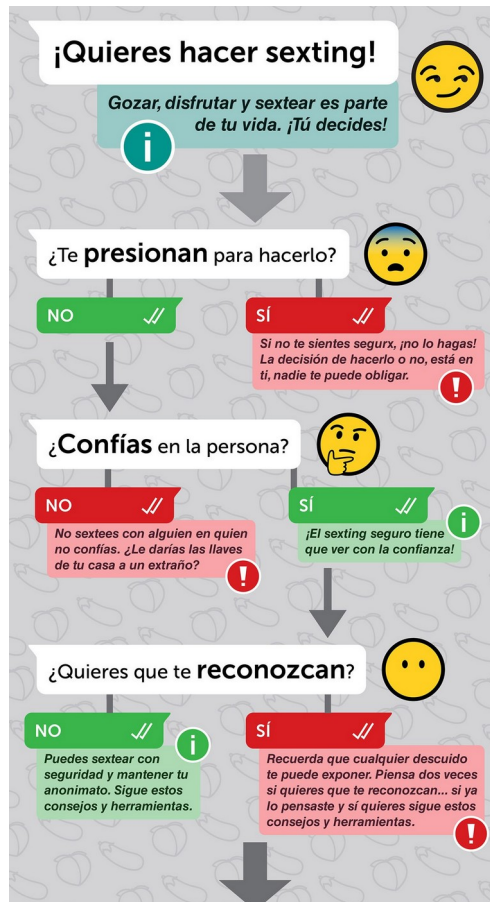 ¡Quieres hacer sexting!
Gozar, disfrutar y sextear es parte
de tu vida. ¡Tú decides!
i
¿Te presionan para hacerlo?
NO
SÍ
Si no te sientes segurx, ¡no lo hagas!
La decisión de hacerlo o no, está en
ti, nadie te puede obligar.
!
¿Confías en la persona?
NO
No sextees con alguien en quien
no confías. ¿Le darías las llaves
de tu casa a un extraño?
!
SÍ
i
¡El sexting seguro tiene
que ver con la confianza!
¿Quieres que te reconozcan?
NO
i
Puedes sextear con
seguridad y mantener tu
anonimato. Sigue estos
consejos y herramientas.
SÍ
Recuerda que cualquier descuido
te puede exponer. Piensa dos veces
si quieres que te reconozcan... si ya
lo pensaste y sí quieres sigue estos
consejos y herramientas.
!